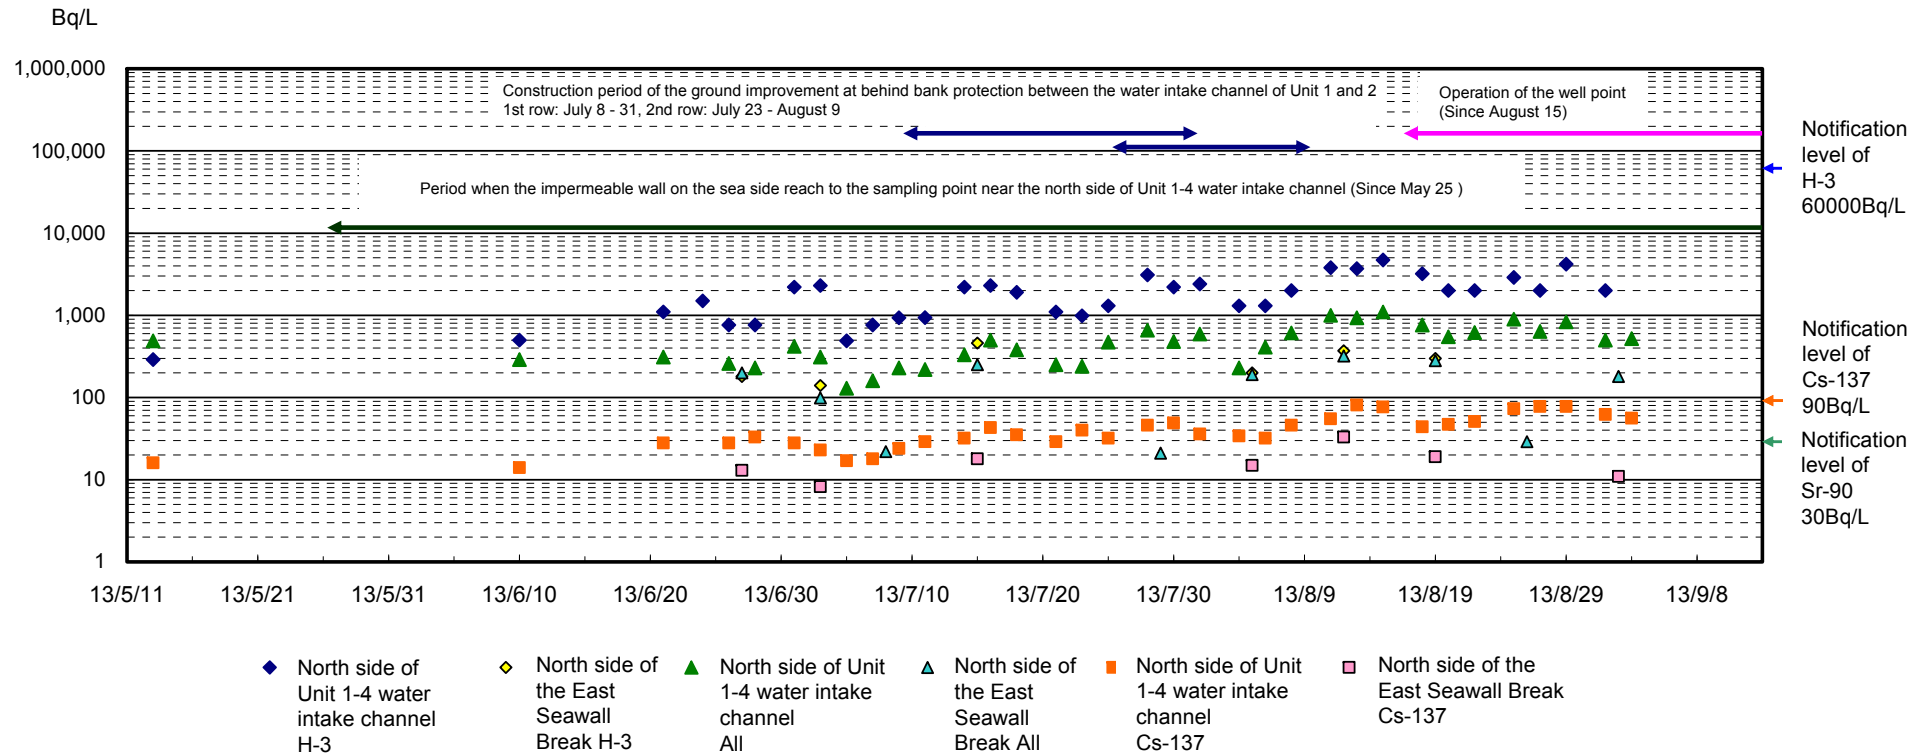 Bq/L
1,000,000
100,000
10,000
1,000
100
10
1
Construction period of the ground improvement at behind bank protection between the water intake channel of Unit 1 and 2
1st row: July 8 - 31, 2nd row: July 23 - August 9
Operation of the well point
(Since August 15)
Period when the impermeable wall on the sea side reach to the sampling point near the north side of Unit 1-4 water intake channel (Since May 25 )
Notification
level of
H-3
60000Bq/L
Notification
level of
Cs-137
90Bq/L
Notification
level of
Sr-90
30Bq/L
13/5/11 13/5/21 13/5/31 13/6/10 13/6/20 13/6/30 13/7/10 13/7/20 13/7/30 13/8/9 13/8/19 13/8/29 13/9/8
North side of
Unit 1-4 water
intake channel
H-3
North side of
the East
Seawall
Break H-3
North side of Unit
1-4 water intake
channel
All
North side of
the East
Seawall
Break All
North side of Unit
1-4 water intake
channel
Cs-137
North side of the
East Seawall Break
Cs-137